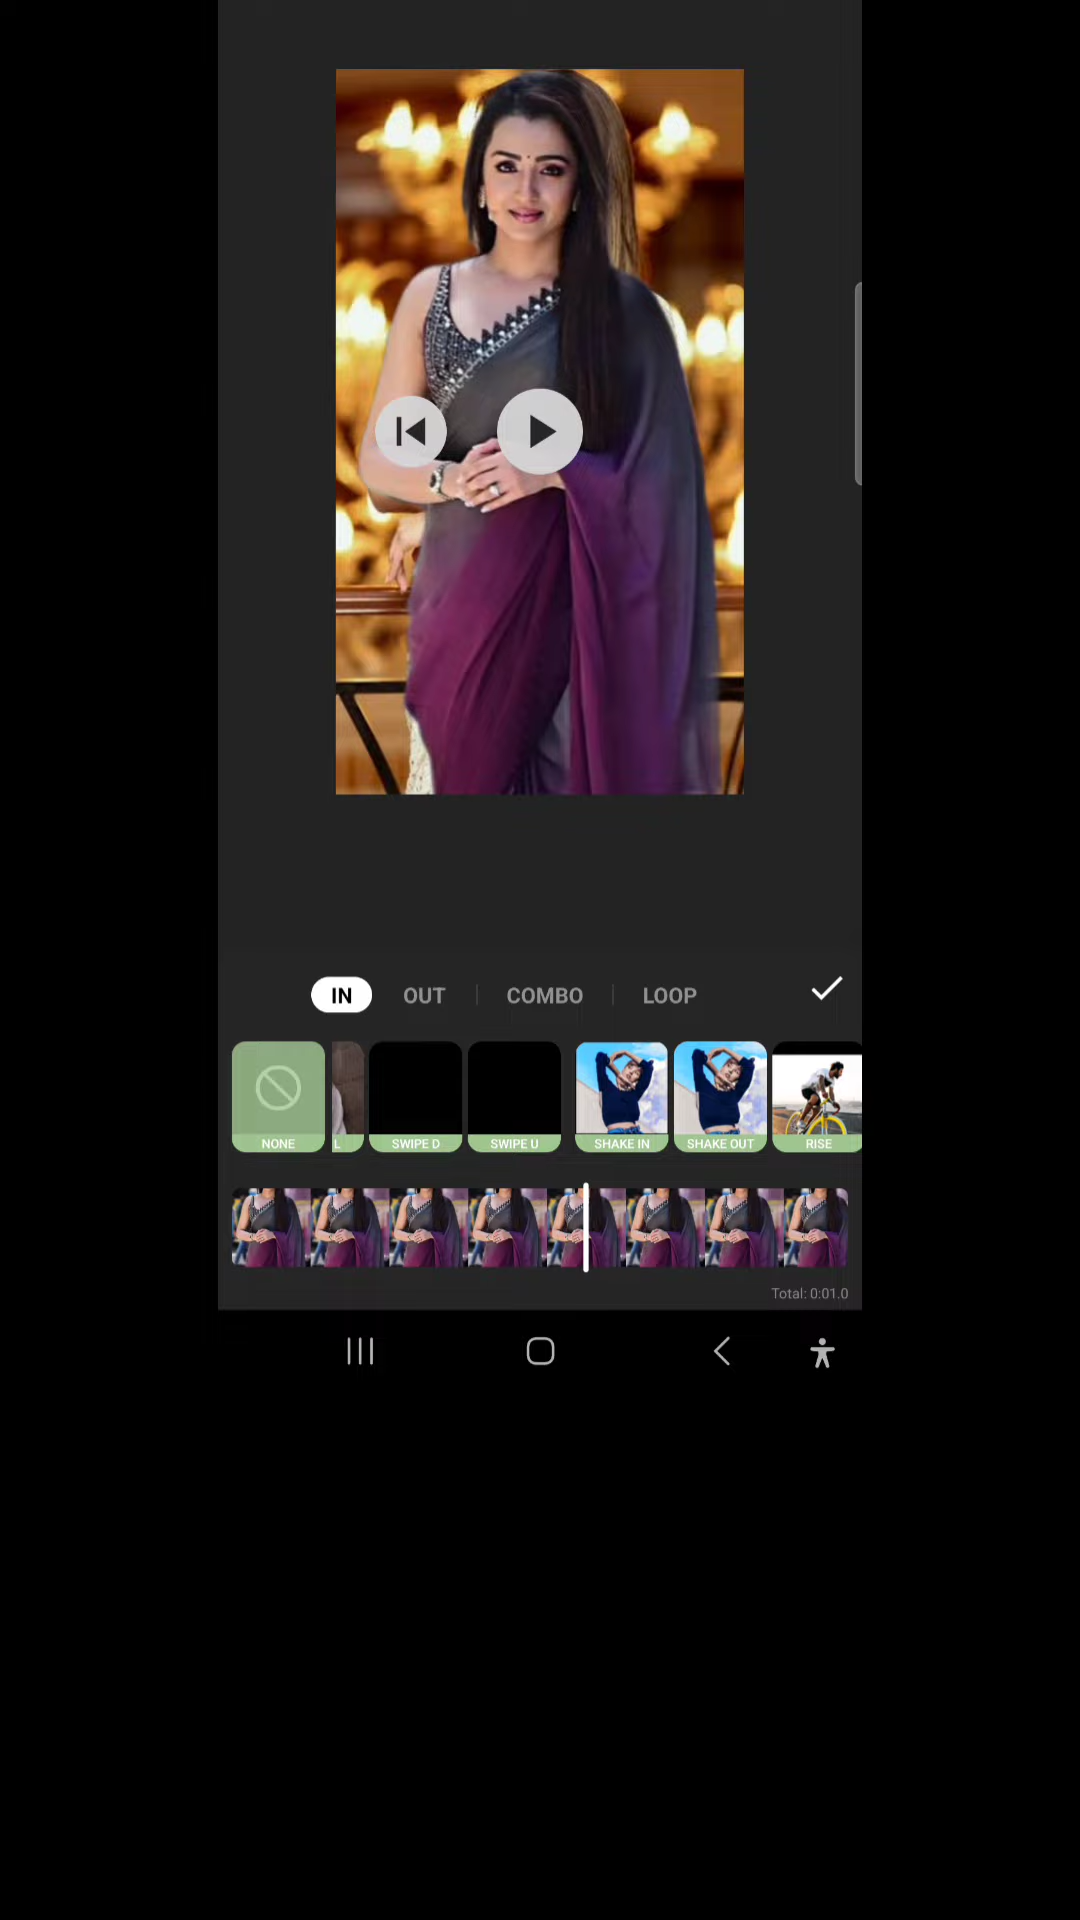 IN OUT COMBO LOOP
NONE L SWIPE D SWIPE U SHAKE IN SHAKE OUT RISE
Total: 0:01.0